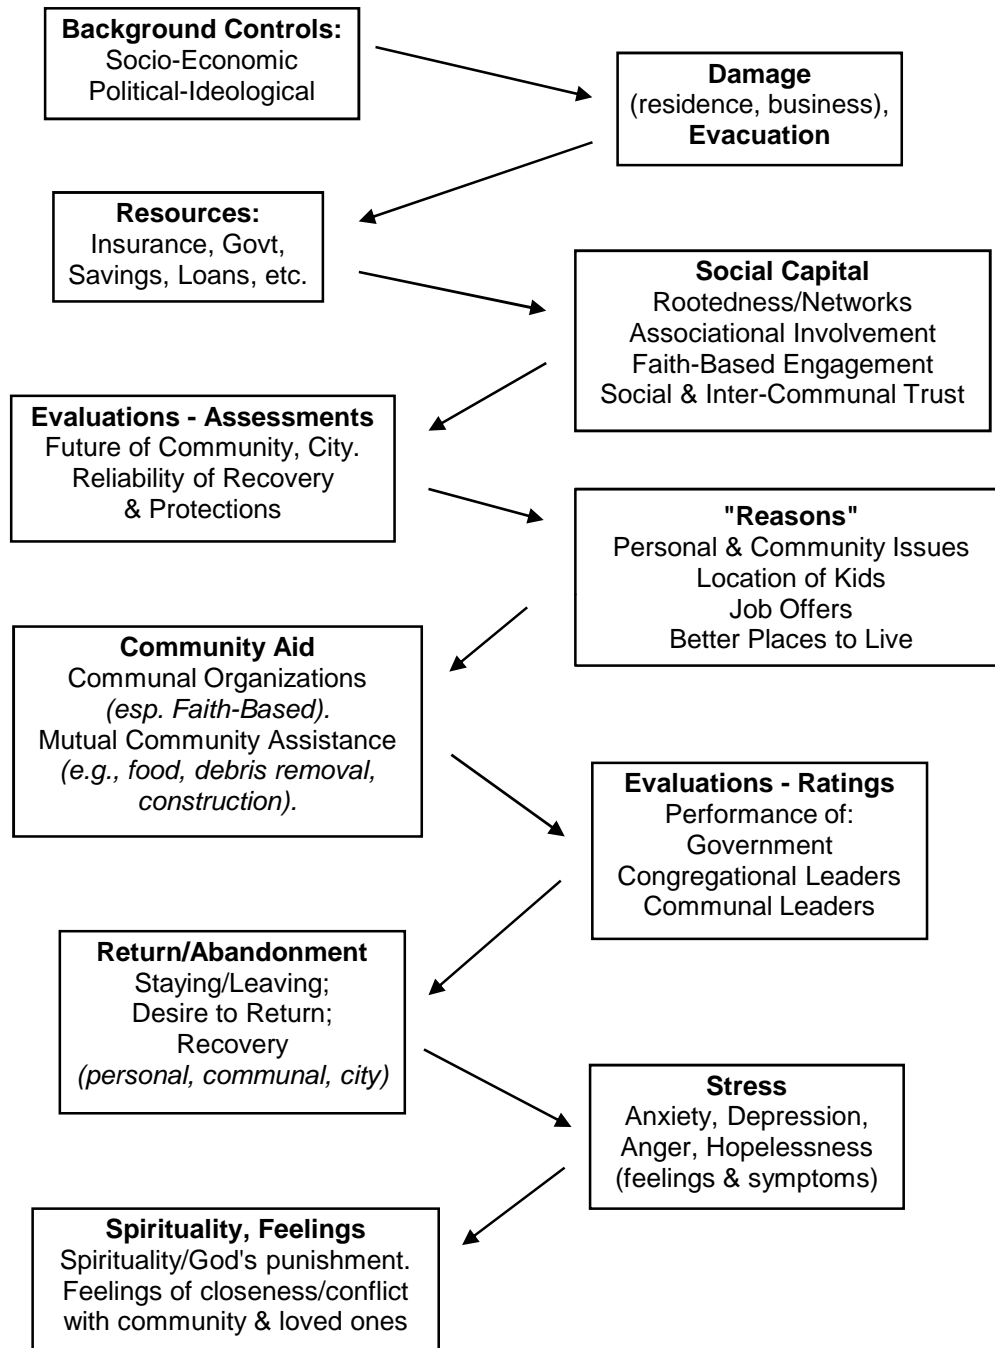 Background Controls:
Socio-Economic
Political-Ideological
Damage
(residence, business),
Evacuation
Resources:
Insurance, Govt,
Savings, Loans, etc.
Social Capital
Rootedness/Networks
Associational Involvement
Faith-Based Engagement
Social & Inter-Communal Trust
Evaluations - Assessments
Future of Community, City.
Reliability of Recovery
& Protections
"Reasons"
Personal & Community Issues
Location of Kids
Job Offers
Better Places to Live
Community Aid
Communal Organizations
(esp. Faith-Based).
Mutual Community Assistance
(e.g., food, debris removal,
construction).
Evaluations - Ratings
Performance of:
Government
Congregational Leaders
Communal Leaders
Return/Abandonment
Staying/Leaving;
Desire to Return;
Recovery
(personal, communal, city)
Stress
Anxiety, Depression,
Anger, Hopelessness
(feelings & symptoms)
Spirituality, Feelings
Spirituality/God's punishment.
Feelings of closeness/conflict
with community & loved ones